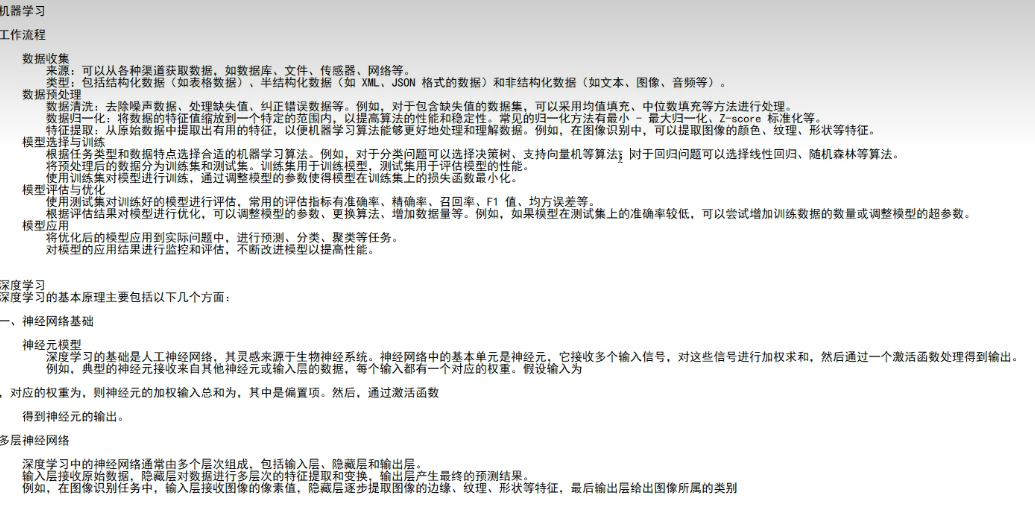 机器学习
工作流程
数据收集
来源：可以从各种渠道获取数据，如数据库、文件、传感器、网络等。
类型：包括结构化数据（如表格数据）、半结构化数据（如 XML、JSON 格式的数据）和非结构化数据（如文本、图像、音频等）。
数据预处理
数据清洗：去除噪声数据、处理缺失值、纠正错误数据等。例如，对于包含缺失值的数据集，可以采用均值填充、中位数填充等方法进行处理。
数据归一化：将数据的特征值缩放到一个特定的范围内，以提高算法的性能和稳定性。常见的归一化方法有最小 - 最大归一化、Z-score 标准化等。
特征提取：从原始数据中提取出有用的特征，以便机器学习算法能够更好地处理和理解数据。例如，在图像识别中，可以提取图像的颜色、纹理、形状等特征。
模型选择与训练
根据任务类型和数据特点选择合适的机器学习算法。例如，对于分类问题可以选择决策树、支持向量机等算法；对于回归问题可以选择线性回归、随机森林等算法。
将预处理后的数据分为训练集和测试集。训练集用于训练模型，测试集用于评估模型的性能。
使用训练集对模型进行训练，通过调整模型的参数使得模型在训练集上的损失函数最小化。
模型评估与优化
使用测试集对训练好的模型进行评估，常用的评估指标有准确率、精确率、召回率、F1 值、均方误差等。
根据评估结果对模型进行优化，可以调整模型的参数、更换算法、增加数据量等。例如，如果模型在测试集上的准确率较低，可以尝试增加训练数据的数量或调整模型的超参数。
模型应用
将优化后的模型应用到实际问题中，进行预测、分类、聚类等任务。
对模型的应用结果进行监控和评估，不断改进模型以提高性能。
深度学习
深度学习的基本原理主要包括以下几个方面：
一、神经网络基础
神经元模型
深度学习的基础是人工神经网络，其灵感来源于生物神经系统。神经网络中的基本单元是神经元，它接收多个输入信号，对这些信号进行加权求和，然后通过一个激活函数处理得到输出。
例如，典型的神经元接收来自其他神经元或输入层的数据，每个输入都有一个对应的权重。假设输入为
，对应的权重为，则神经元的加权输入总和为，其中是偏置项。然后，通过激活函数
得到神经元的输出。
多层神经网络
深度学习中的神经网络通常由多个层次组成，包括输入层、隐藏层和输出层。
输入层接收原始数据，隐藏层对数据进行多层次的特征提取和变换，输出层产生最终的预测结果。
例如，在图像识别任务中，输入层接收图像的像素值，隐藏层逐步提取图像的边缘、纹理、形状等特征，最后输出层给出图像所属的类别